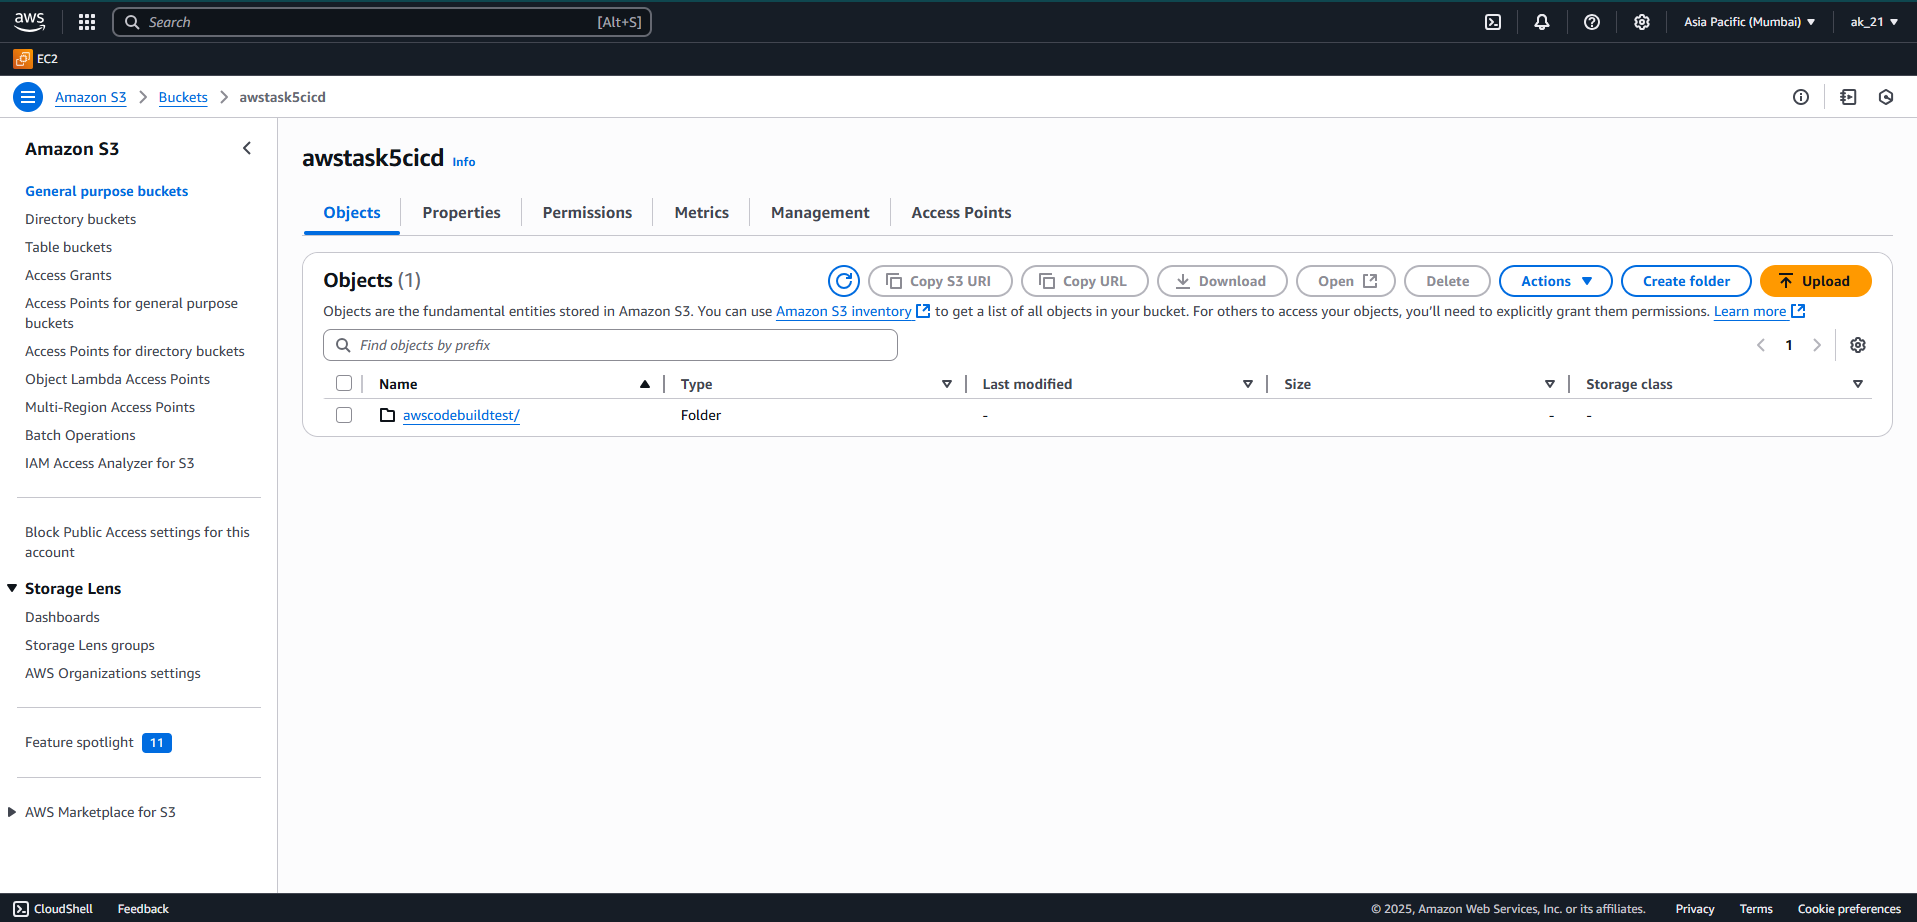 aws
Search
[Alt+S]
Asia Pacific (Mumbai)
ak_21
EC2
Amazon S3
Buckets
awstask5cicd
Amazon S3
General purpose buckets
Directory buckets
Table buckets
Access Grants
Access Points for general purpose
buckets
Access Points for directory buckets
Object Lambda Access Points
Multi-Region Access Points
Batch Operations
IAM Access Analyzer for S3
Block Public Access settings for this
account
Storage Lens
Dashboards
Storage Lens groups
AWS Organizations settings
Feature spotlight 11
AWS Marketplace for S3
awstask5cicd Info
Objects
Properties
Permissions
Metrics
Management
Access Points
Objects (1)
Copy S3 URI
Copy URL
Download
Open
Delete
Actions
Create folder
Upload
Objects are the fundamental entities stored in Amazon S3. You can use Amazon S3 inventory to get a list of all objects in your bucket. For others to access your objects, you'll need to explicitly grant them permissions. Learn more
Find objects by prefix
1
Name
Type
Last modified
Size
Storage class
awscodebuildtest/
Folder
-
-
-
CloudShell
Feedback
© 2025, Amazon Web Services, Inc. or its affiliates.
Privacy
Terms
Cookie preferences